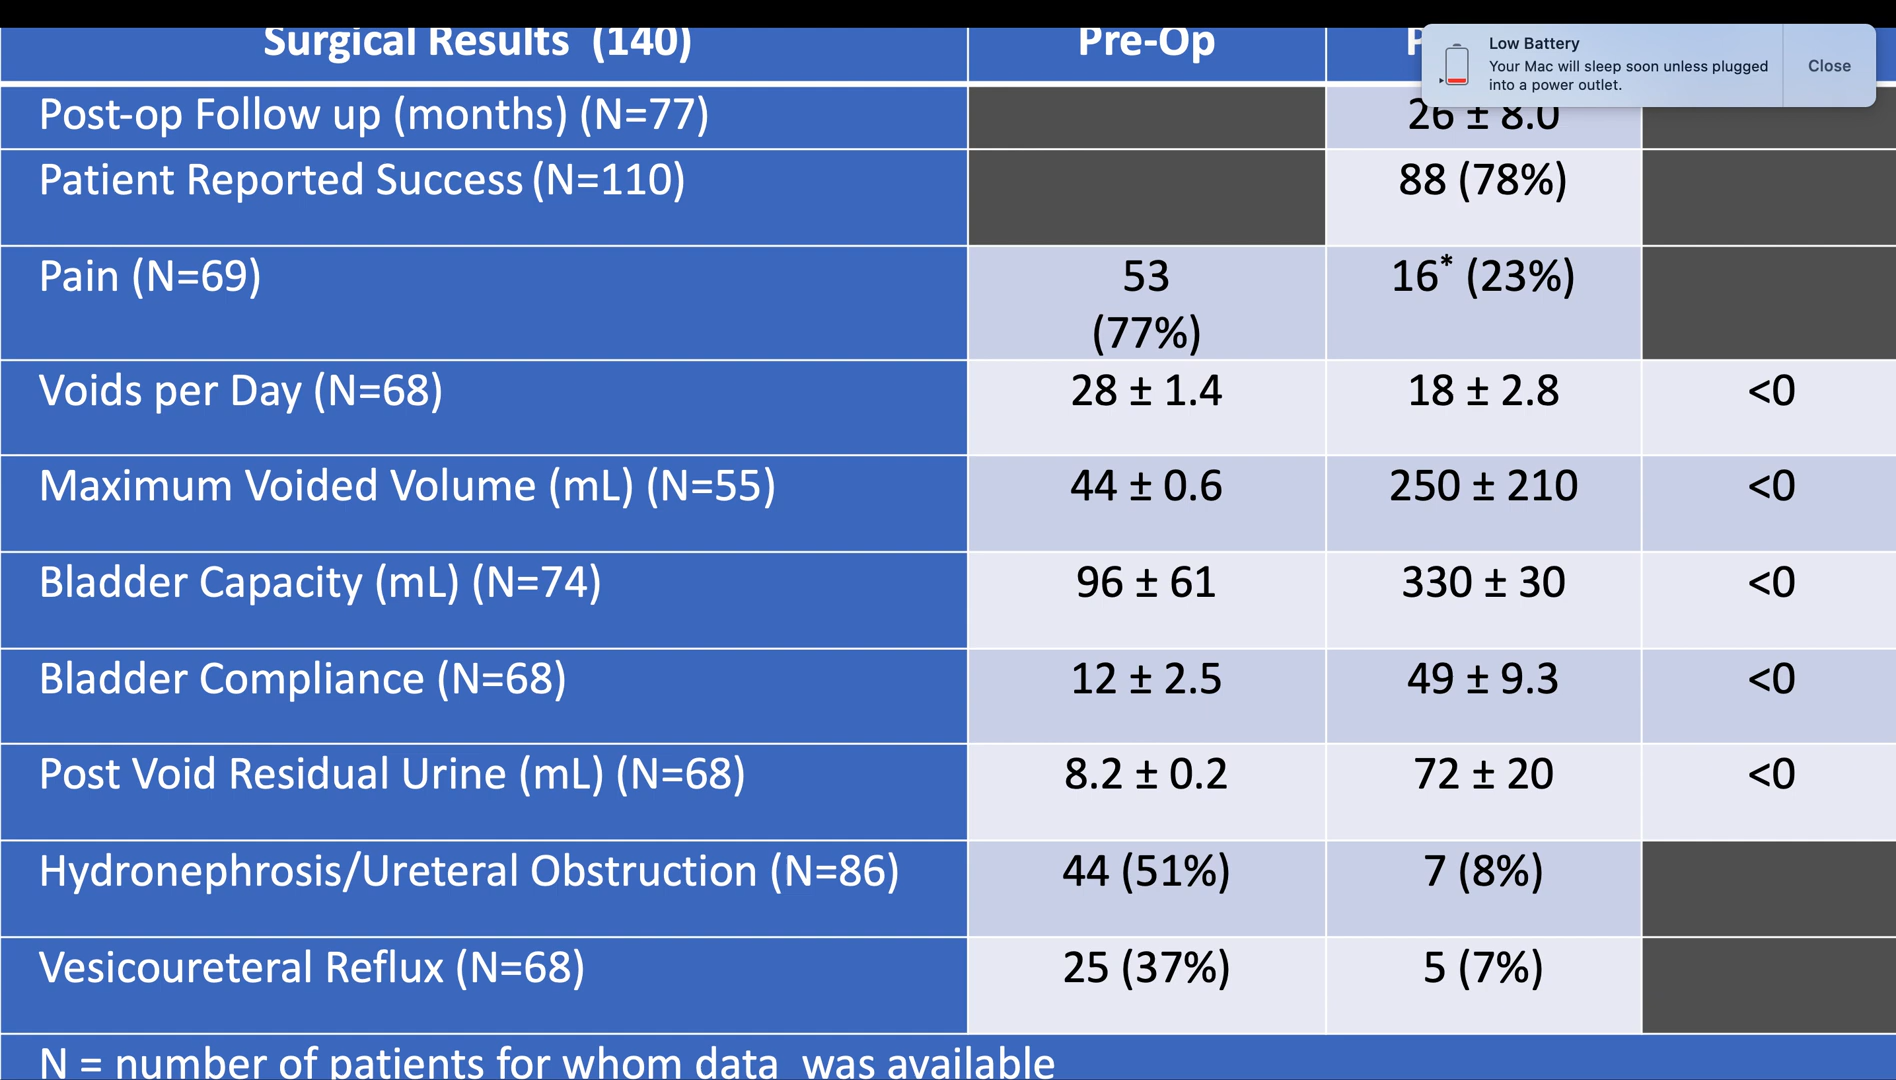 Surgical Results (140) Pre-Op P
Low Battery
Your Mac will sleep soon unless plugged
into a power outlet.
Close
Post-op Follow up (months) (N=77) 26 ± 8.0
Patient Reported Success (N=110) 88 (78%)
Pain (N=69) 53 16* (23%)
(77%)
Voids per Day (N=68) 28 ± 1.4 18 ± 2.8 <0
Maximum Voided Volume (mL) (N=55) 44 ± 0.6 250 ± 210 <0
Bladder Capacity (mL) (N=74) 96 ± 61 330 ± 30 <0
Bladder Compliance (N=68) 12 ± 2.5 49 ± 9.3 <0
Post Void Residual Urine (mL) (N=68) 8.2 ± 0.2 72 ± 20 <0
Hydronephrosis/Ureteral Obstruction (N=86) 44 (51%) 7 (8%)
Vesicoureteral Reflux (N=68) 25 (37%) 5 (7%)
N = number of patients for whom data was available